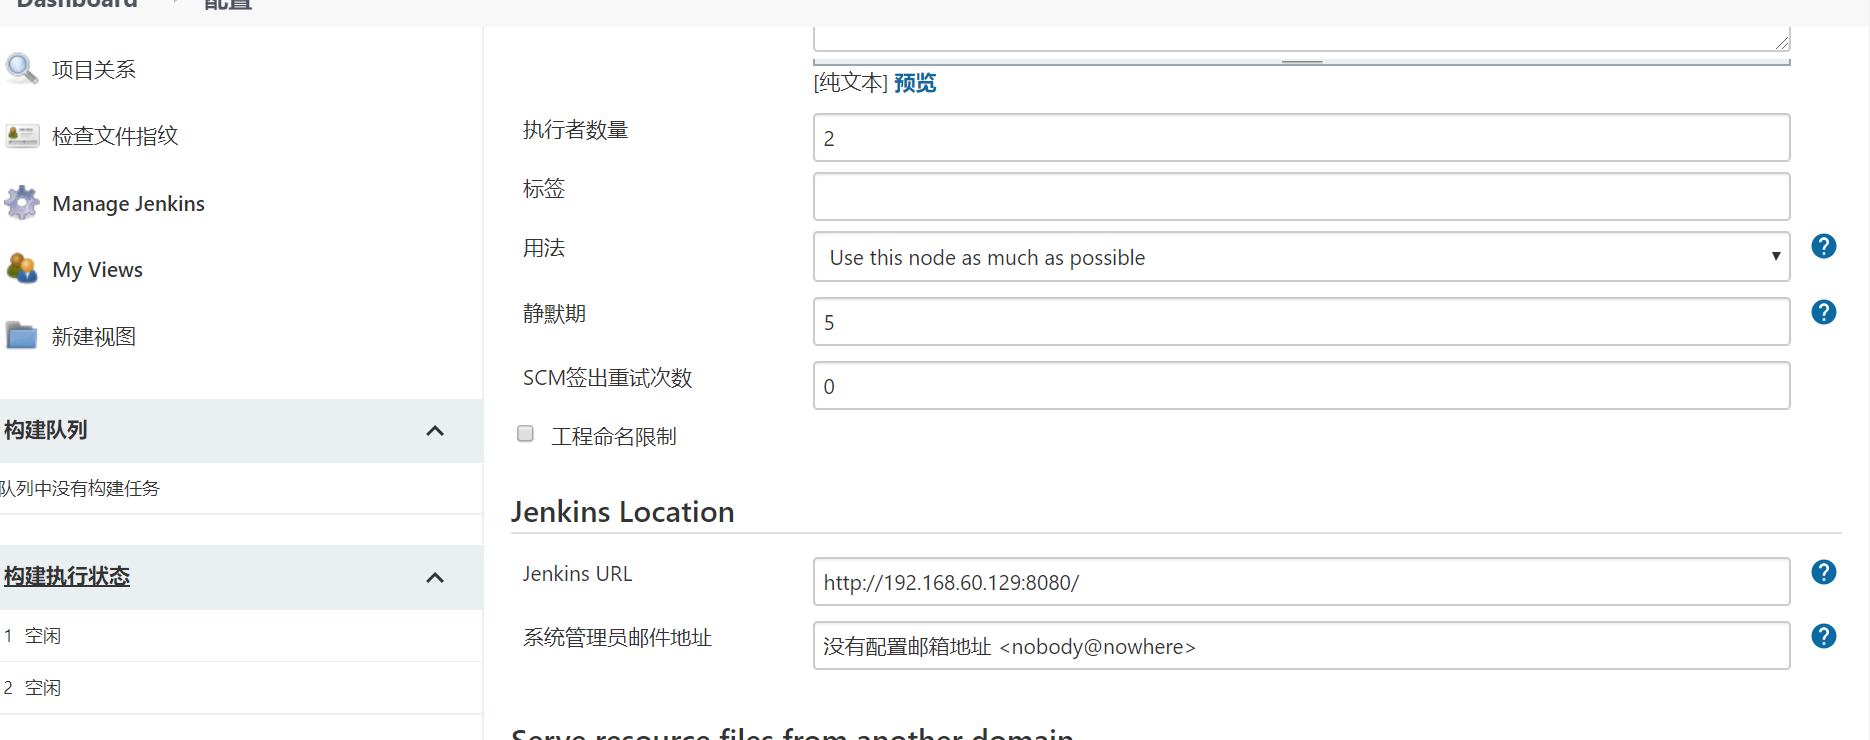 Dashboard
配置
项目关系
检查文件指纹
Manage Jenkins
My Views
新建视图
构建队列
队列中没有构建任务
构建执行状态
1 空闲
2 空闲
[纯文本] 预览
执行者数量
2
标签
用法
Use this node as much as possible
静默期
5
SCM签出重试次数
0
工程命名限制
Jenkins Location
Jenkins URL
http://192.168.60.129:8080/
系统管理员邮件地址
没有配置邮箱地址 <nobody@nowhere>
Serve resource files from another domain